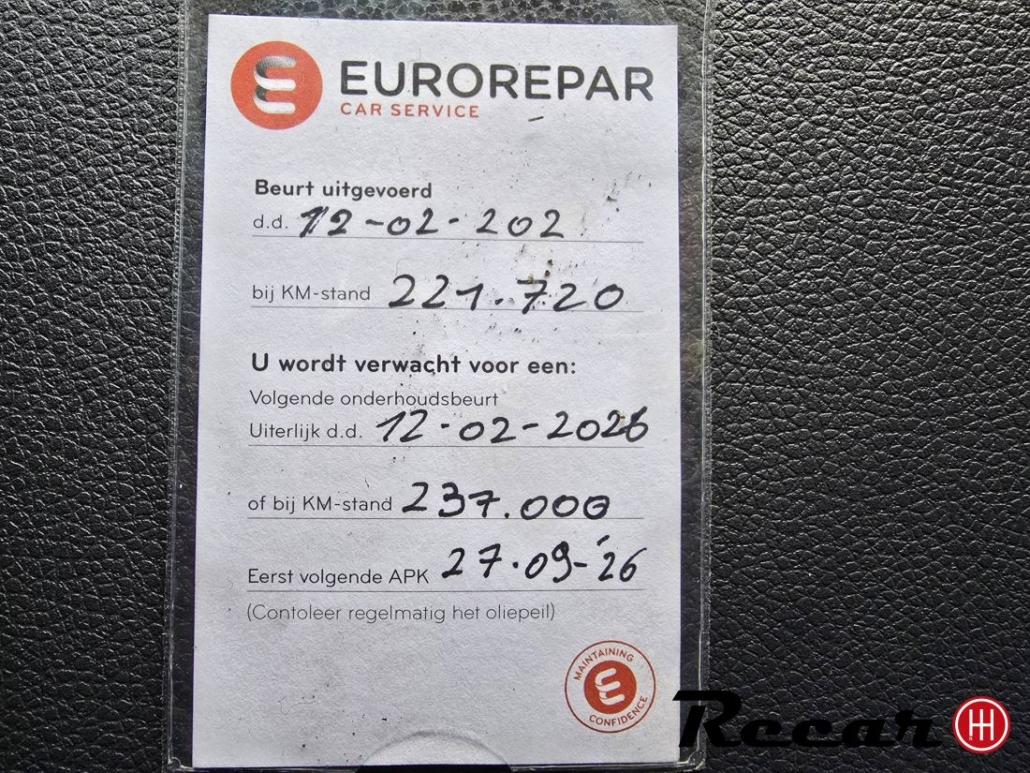 EUROREPAR
CAR SERVICE
Beurt uitgevoerd
d.d. 12-02-202
bij KM-stand 221.720
U wordt verwacht voor een:
Volgende onderhoudsbeurt
Uiterlijk d.d. 12-02-2026
of bij KM-stand 237.000
Eerst volgende APK 27.09-'26
(Contoleer regelmatig het oliepeil)
MAINTAINING
CONFIDENCE
Recar H